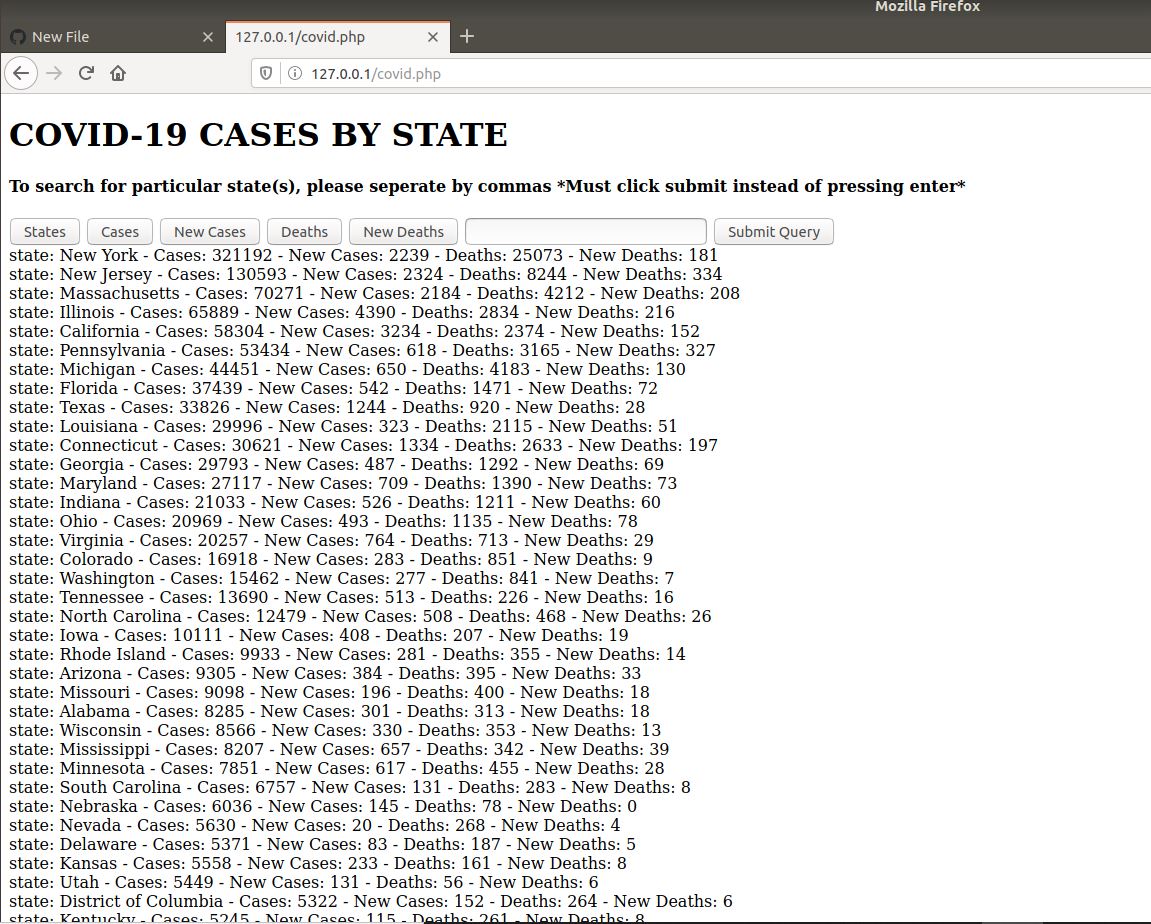 Mozilla Firefox
New File
127.0.0.1/covid.php
127.0.0.1/covid.php
COVID-19 CASES BY STATE
To search for particular state(s), please seperate by commas *Must click submit instead of pressing enter*
States Cases New Cases Deaths New Deaths Submit Query
state: New York - Cases: 321192 - New Cases: 2239 - Deaths: 25073 - New Deaths: 181
state: New Jersey - Cases: 130593 - New Cases: 2324 - Deaths: 8244 - New Deaths: 334
state: Massachusetts - Cases: 70271 - New Cases: 2184 - Deaths: 4212 - New Deaths: 208
state: Illinois - Cases: 65889 - New Cases: 4390 - Deaths: 2834 - New Deaths: 216
state: California - Cases: 58304 - New Cases: 3234 - Deaths: 2374 - New Deaths: 152
state: Pennsylvania - Cases: 53434 - New Cases: 618 - Deaths: 3165 - New Deaths: 327
state: Michigan - Cases: 44451 - New Cases: 650 - Deaths: 4183 - New Deaths: 130
state: Florida - Cases: 37439 - New Cases: 542 - Deaths: 1471 - New Deaths: 72
state: Texas - Cases: 33826 - New Cases: 1244 - Deaths: 920 - New Deaths: 28
state: Louisiana - Cases: 29996 - New Cases: 323 - Deaths: 2115 - New Deaths: 51
state: Connecticut - Cases: 30621 - New Cases: 1334 - Deaths: 2633 - New Deaths: 197
state: Georgia - Cases: 29793 - New Cases: 487 - Deaths: 1292 - New Deaths: 69
state: Maryland - Cases: 27117 - New Cases: 709 - Deaths: 1390 - New Deaths: 73
state: Indiana - Cases: 21033 - New Cases: 526 - Deaths: 1211 - New Deaths: 60
state: Ohio - Cases: 20969 - New Cases: 493 - Deaths: 1135 - New Deaths: 78
state: Virginia - Cases: 20257 - New Cases: 764 - Deaths: 713 - New Deaths: 29
state: Colorado - Cases: 16918 - New Cases: 283 - Deaths: 851 - New Deaths: 9
state: Washington - Cases: 15462 - New Cases: 277 - Deaths: 841 - New Deaths: 7
state: Tennessee - Cases: 13690 - New Cases: 513 - Deaths: 226 - New Deaths: 16
state: North Carolina - Cases: 12479 - New Cases: 508 - Deaths: 468 - New Deaths: 26
state: Iowa - Cases: 10111 - New Cases: 408 - Deaths: 207 - New Deaths: 19
state: Rhode Island - Cases: 9933 - New Cases: 281 - Deaths: 355 - New Deaths: 14
state: Arizona - Cases: 9305 - New Cases: 384 - Deaths: 395 - New Deaths: 33
state: Missouri - Cases: 9098 - New Cases: 196 - Deaths: 400 - New Deaths: 18
state: Alabama - Cases: 8285 - New Cases: 301 - Deaths: 313 - New Deaths: 18
state: Wisconsin - Cases: 8566 - New Cases: 330 - Deaths: 353 - New Deaths: 13
state: Mississippi - Cases: 8207 - New Cases: 657 - Deaths: 342 - New Deaths: 39
state: Minnesota - Cases: 7851 - New Cases: 617 - Deaths: 455 - New Deaths: 28
state: South Carolina - Cases: 6757 - New Cases: 131 - Deaths: 283 - New Deaths: 8
state: Nebraska - Cases: 6036 - New Cases: 145 - Deaths: 78 - New Deaths: 0
state: Nevada - Cases: 5630 - New Cases: 20 - Deaths: 268 - New Deaths: 4
state: Delaware - Cases: 5371 - New Cases: 83 - Deaths: 187 - New Deaths: 5
state: Kansas - Cases: 5558 - New Cases: 233 - Deaths: 161 - New Deaths: 8
state: Utah - Cases: 5449 - New Cases: 131 - Deaths: 56 - New Deaths: 6
state: District of Columbia - Cases: 5322 - New Cases: 152 - Deaths: 264 - New Deaths: 6
state: Kentucky - Cases: 5245 - New Cases: 115 - Deaths: 261 - New Deaths: 8